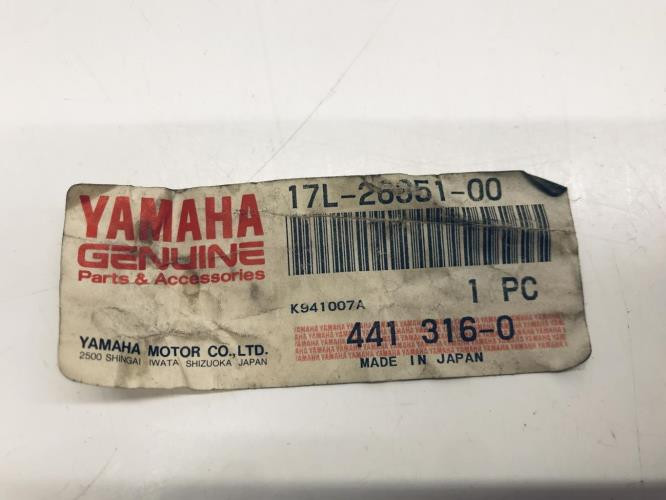 YAMAHA
GENUINE
Parts & Accessories
YAMAHA MOTOR CO.,LTD.
2500 SHINGAI IWATA SHIZUOKA JAPAN
17L-26351-00
K941007A
1 PC
441 316-0
MADE IN JAPAN